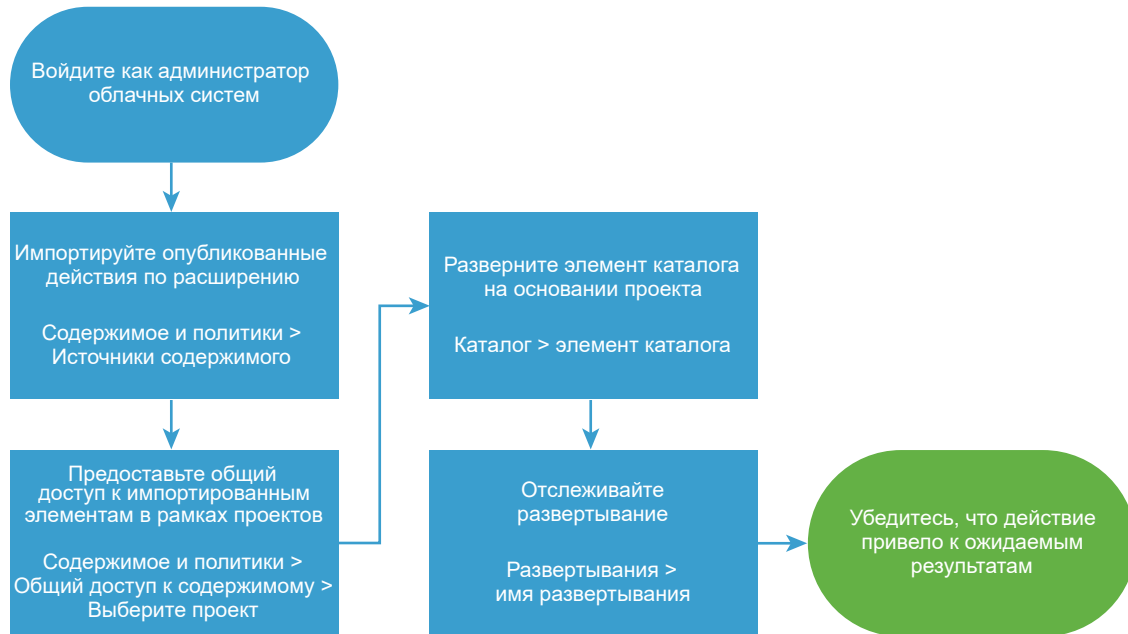 Войдите как администратор
облачных систем
Импортируйте опубликованные
действия по расширению
Содержимое и политики >
Источники содержимого
Предоставьте общий
доступ к импортированным
элементам в рамках проектов
Содержимое и политики >
Общий доступ к содержимому >
Выберите проект
Разверните элемент каталога
на основании проекта
Каталог > элемент каталога
Отслеживайте
развертывание
Развертывания >
имя развертывания
Убедитесь, что действие
привело к ожидаемым
результатам